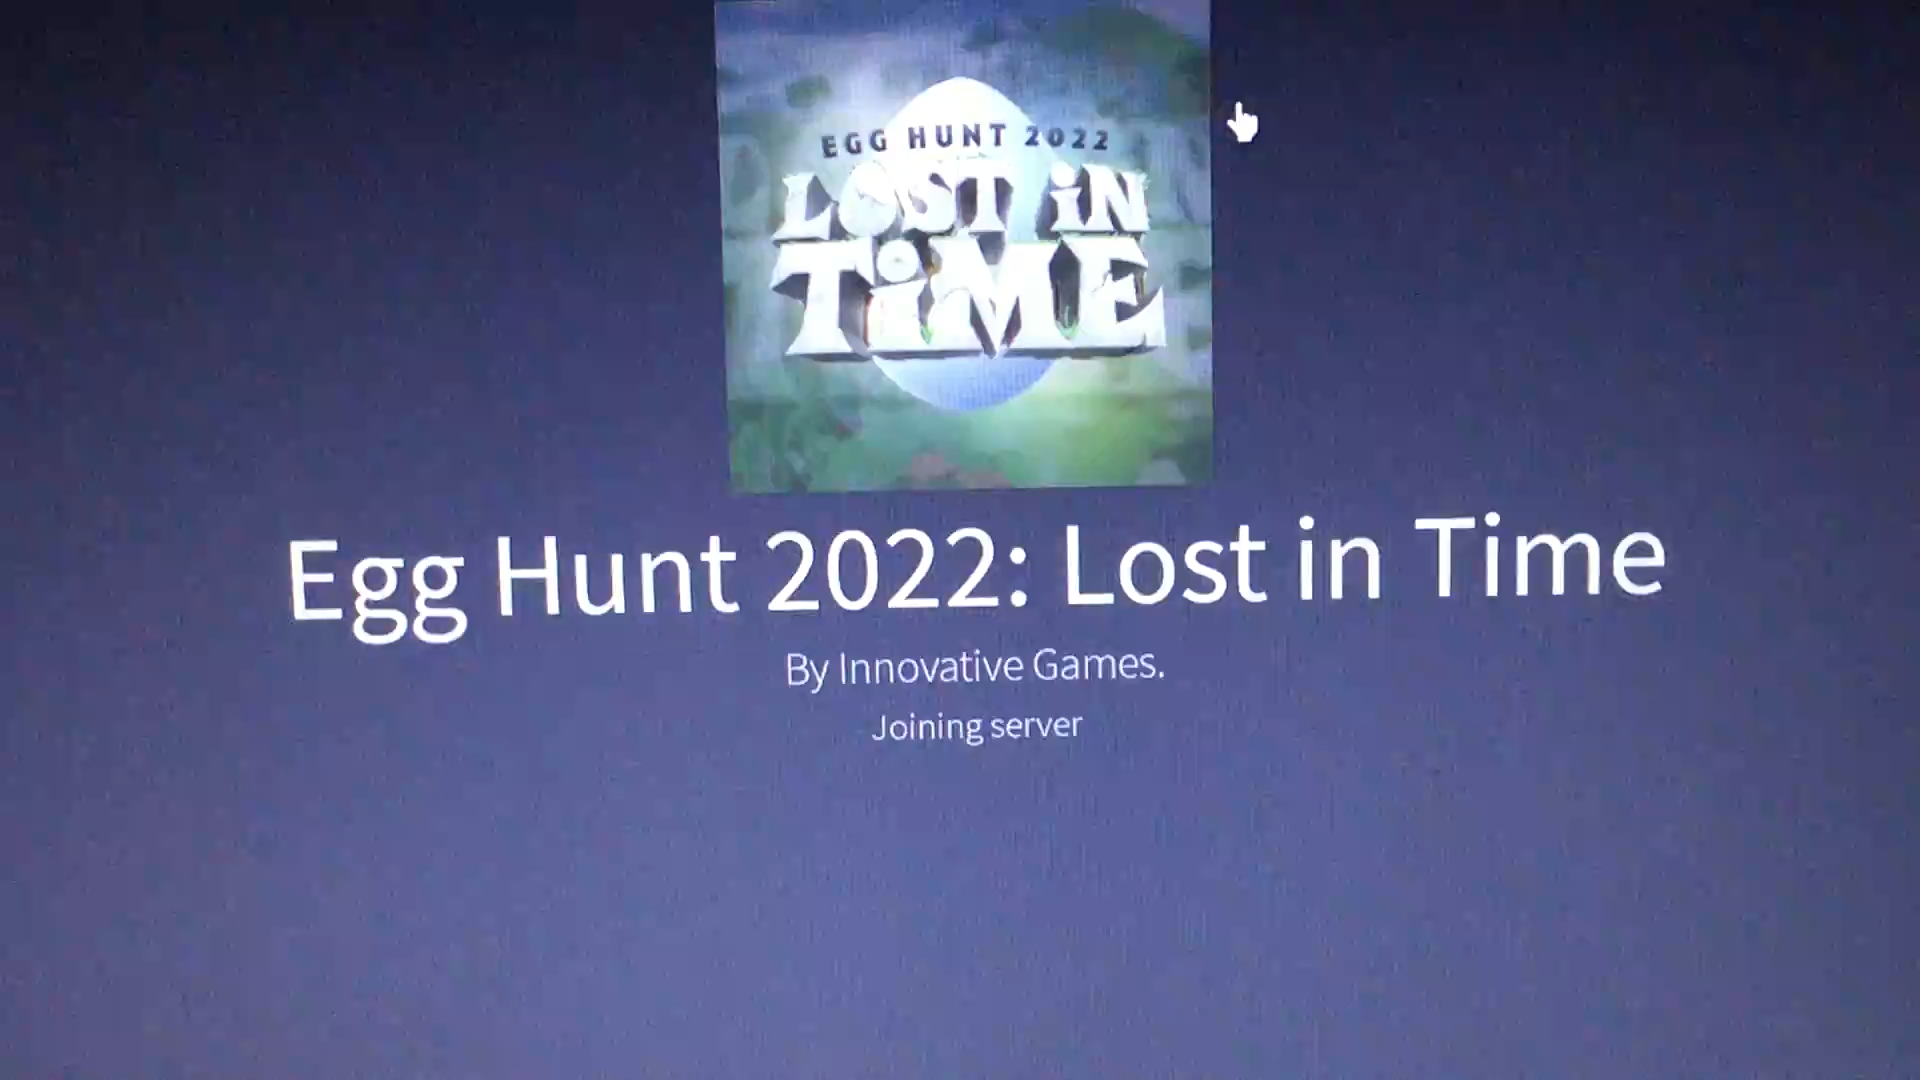 EGG HUNT 2022
LOST iN
TiME
Egg Hunt 2022: Lost in Time
By Innovative Games.
Joining server